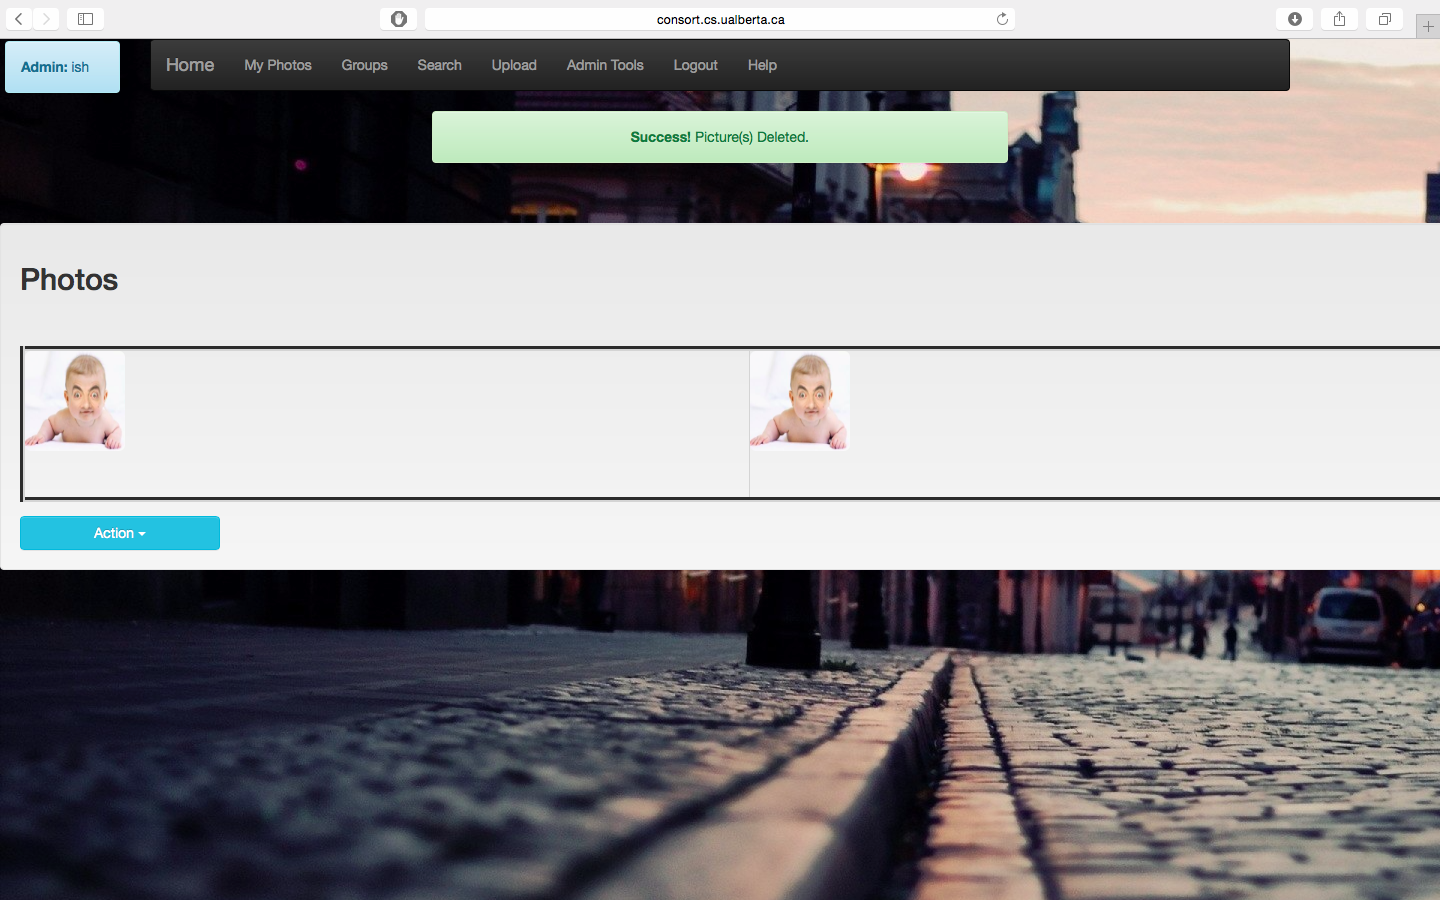 consort.cs.ualberta.ca
Admin: ish
Home My Photos Groups Search Upload Admin Tools Logout Help
Success! Picture(s) Deleted.
Photos
Action